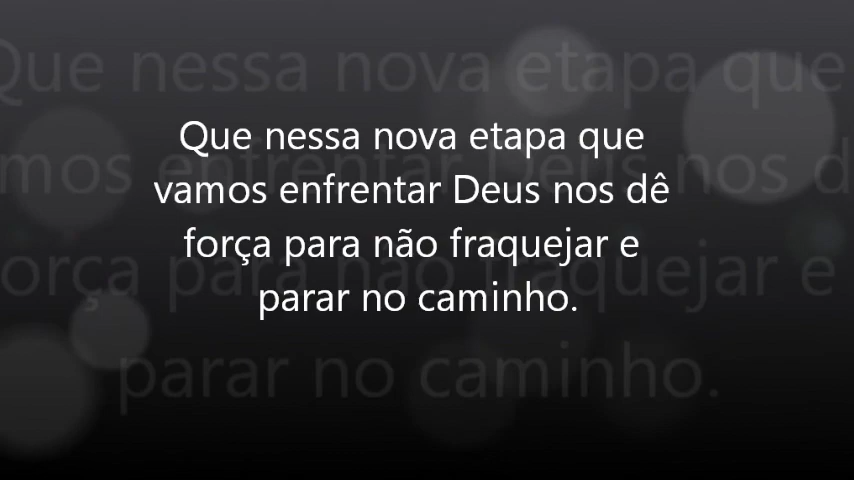 Que nessa nova etapa que
vamos enfrentar Deus nos dê
força para não fraquejar e
parar no caminho.